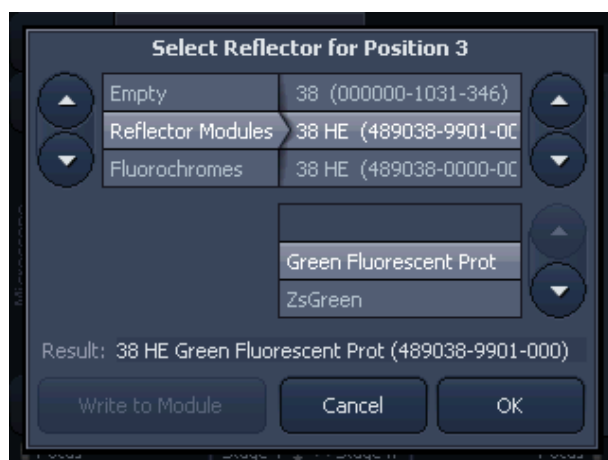 Select Reflector for Position 3
Empty
38 (000000-1031-346)
Reflector Modules
38 HE (489038-9901-0C
Fluorochromes
38 HE (489038-0000-0C
Green Fluorescent Prot
ZsGreen
Result: 38 HE Green Fluorescent Prot (489038-9901-000)
Write to Module
Cancel
OK